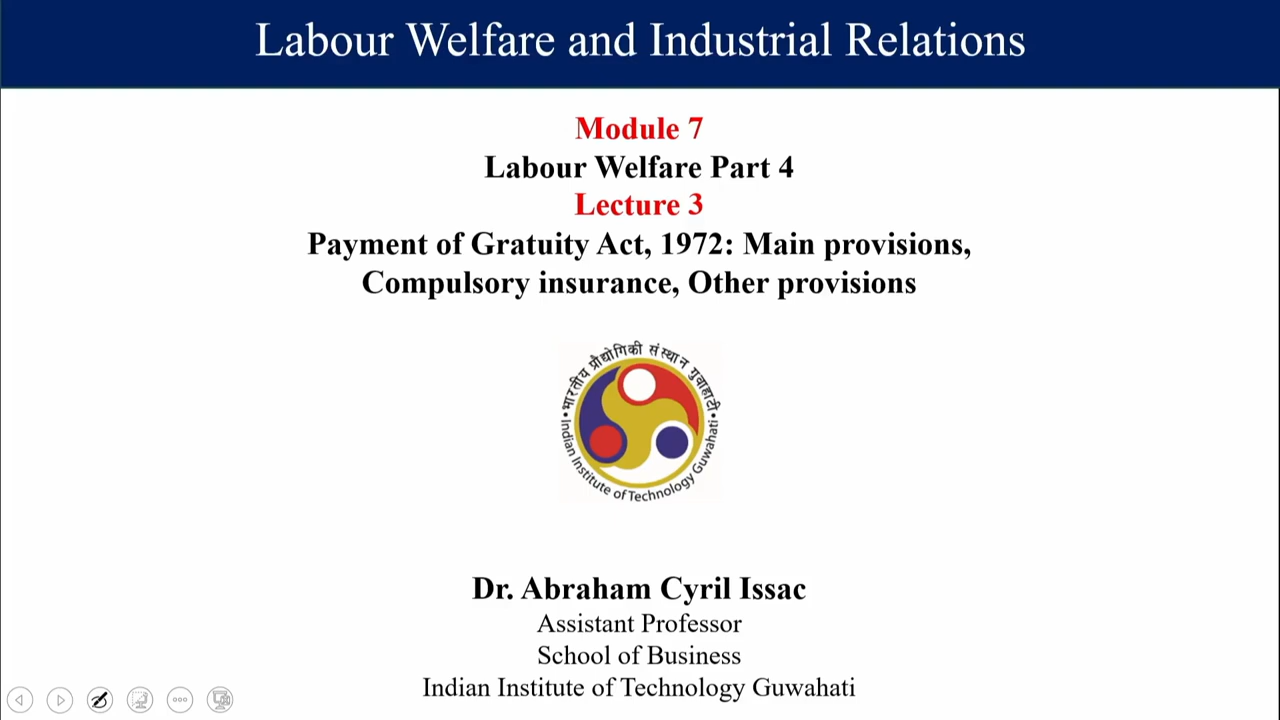 Labour Welfare and Industrial Relations
Module 7
Labour Welfare Part 4
Lecture 3
Payment of Gratuity Act, 1972: Main provisions,
Compulsory insurance, Other provisions
भारतीय प्रौद्योगिकी संस्थान गुवाहाटी
Indian Institute of Technology Guwahati
Dr. Abraham Cyril Issac
Assistant Professor
School of Business
Indian Institute of Technology Guwahati